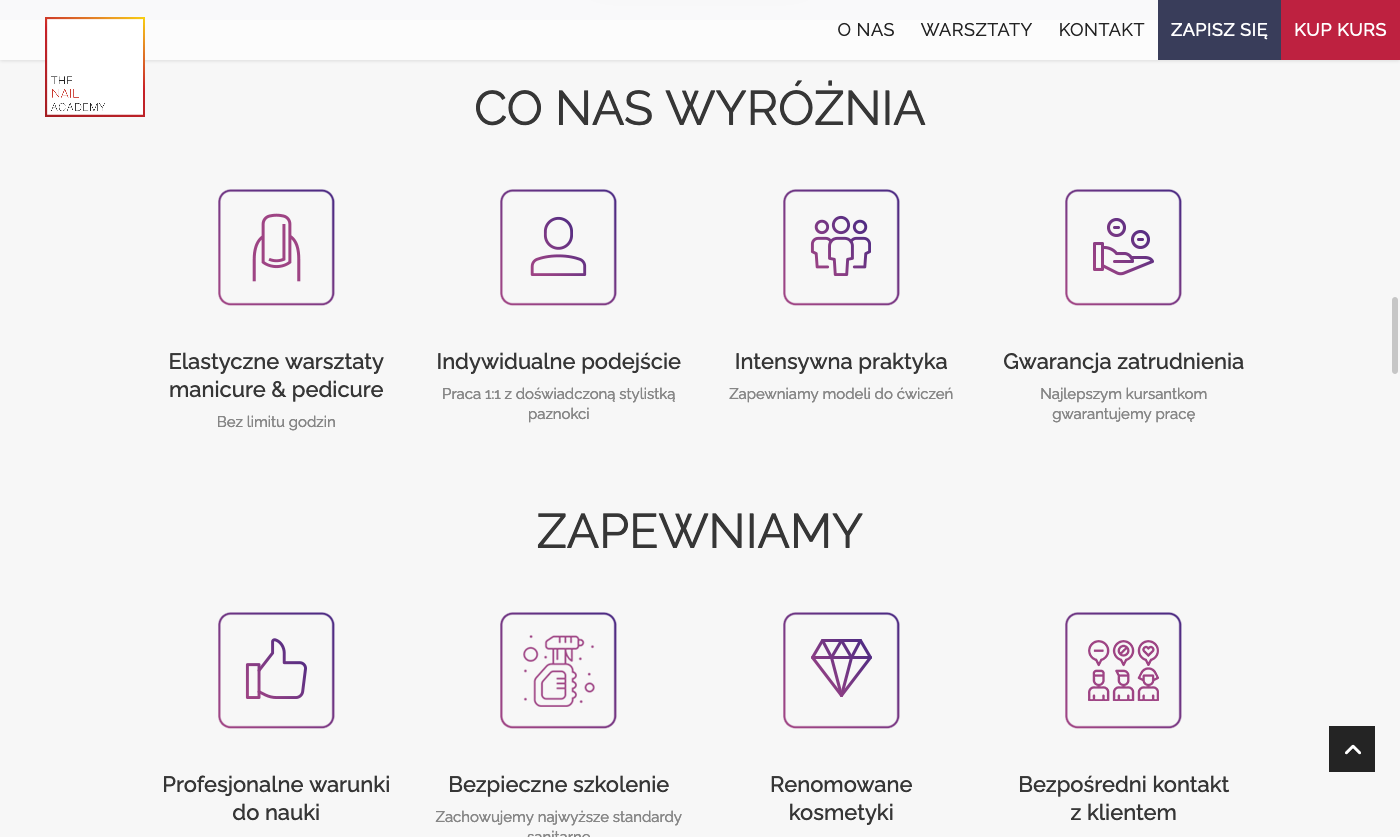 THE
NAIL
ACADEMY
O NAS
WARSZTATY
KONTAKT
ZAPISZ SIĘ
KUP KURS
CO NAS WYRÓŻNIA
Elastyczne warsztaty
manicure & pedicure
Bez limitu godzin
Indywidualne podejście
Praca 1:1 z doświadczoną stylistką
paznokci
Intensywna praktyka
Zapewniamy modeli do ćwiczeń
Gwarancja zatrudnienia
Najlepszym kursantkom
gwarantujemy pracę
ZAPEWNIAMY
Profesjonalne warunki
do nauki
Bezpieczne szkolenie
Zachowujemy najwyższe standardy
sanitarne
Renomowane
kosmetyki
Bezpośredni kontakt
z klientem